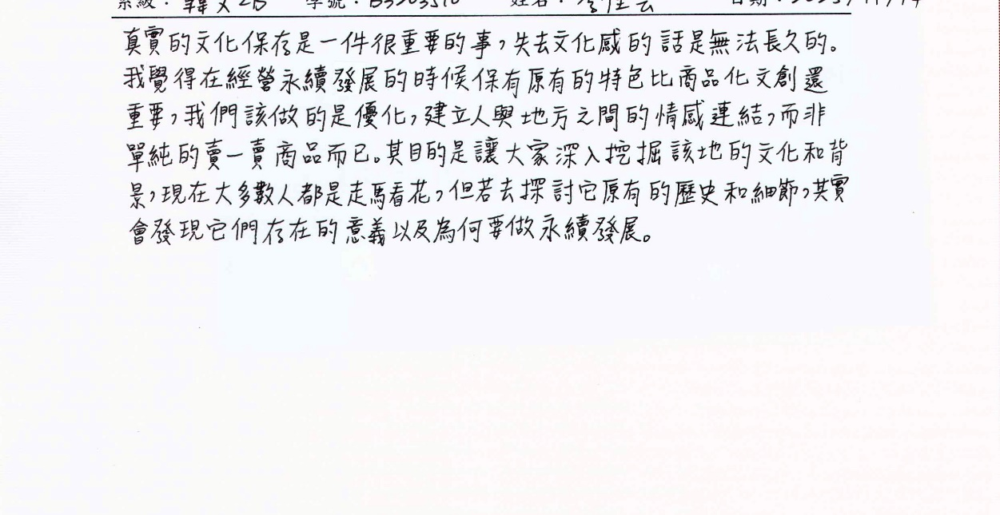 系級：韓文2B 學號： 姓名： 日期：
真實的文化保存是一件很重要的事，失去文化感的話是無法長久的。
我覺得在經營永續發展的時候保有原有的特色比商品化文創還
重要，我們該做的是優化，建立人與地方之間的情感連結，而非
單純的賣一賣商品而已。其目的是讓大家深入挖掘該地的文化和背
景，現在大多數人都是走馬看花，但若去探討它原有的歷史和細節，其實
會發現它們存在的意義以及為何要做永續發展。